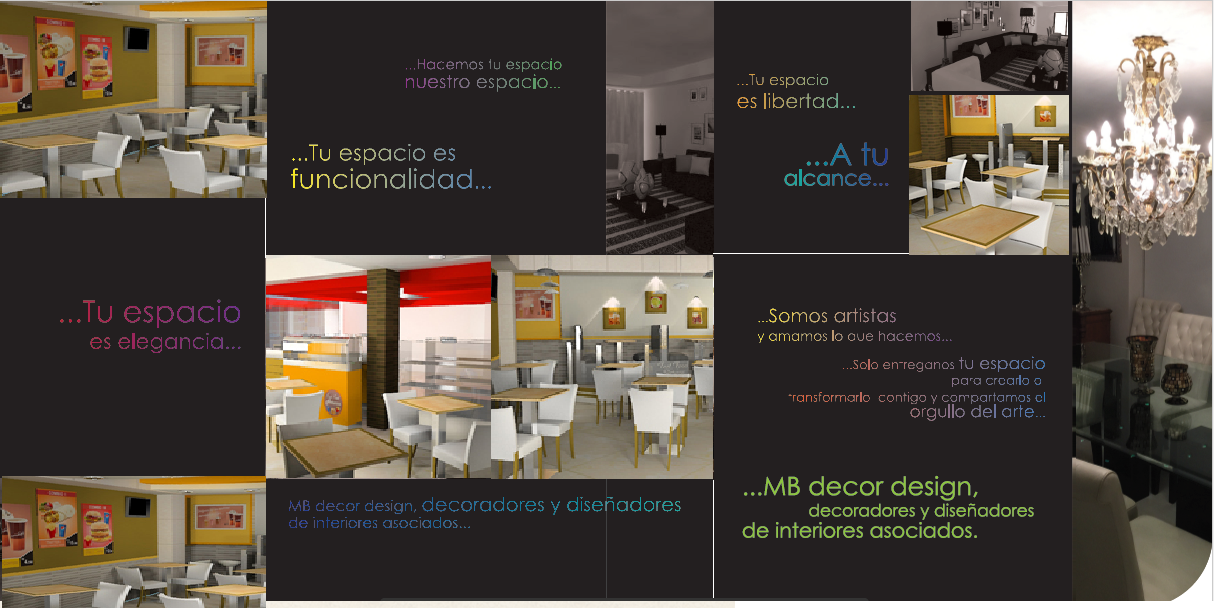 ...Hacemos tu espacio
nuestro espacio...
...Tu espacio es
funcionalidad...
...Tu espacio
es libertad...
...A tu
alcance...
...Tu espacio
es elegancia...
...Somos artistas
y amamos lo que hacemos...
...Solo entreganos tu espacio
para crearlo o
transformarlo contigo y compartamos el
orgullo del arte...
MB decor design, decoradores y diseñadores
de interiores asociados...
...MB decor design,
decoradores y diseñadores
de interiores asociados.